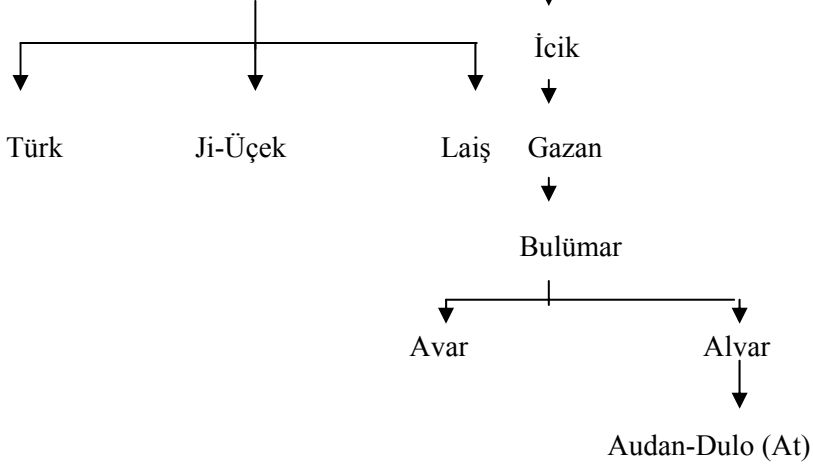 İcik
Türk Ji-Üçek Laiş Gazan
Bulümar
Avar Alvar
Audan-Dulo (At)